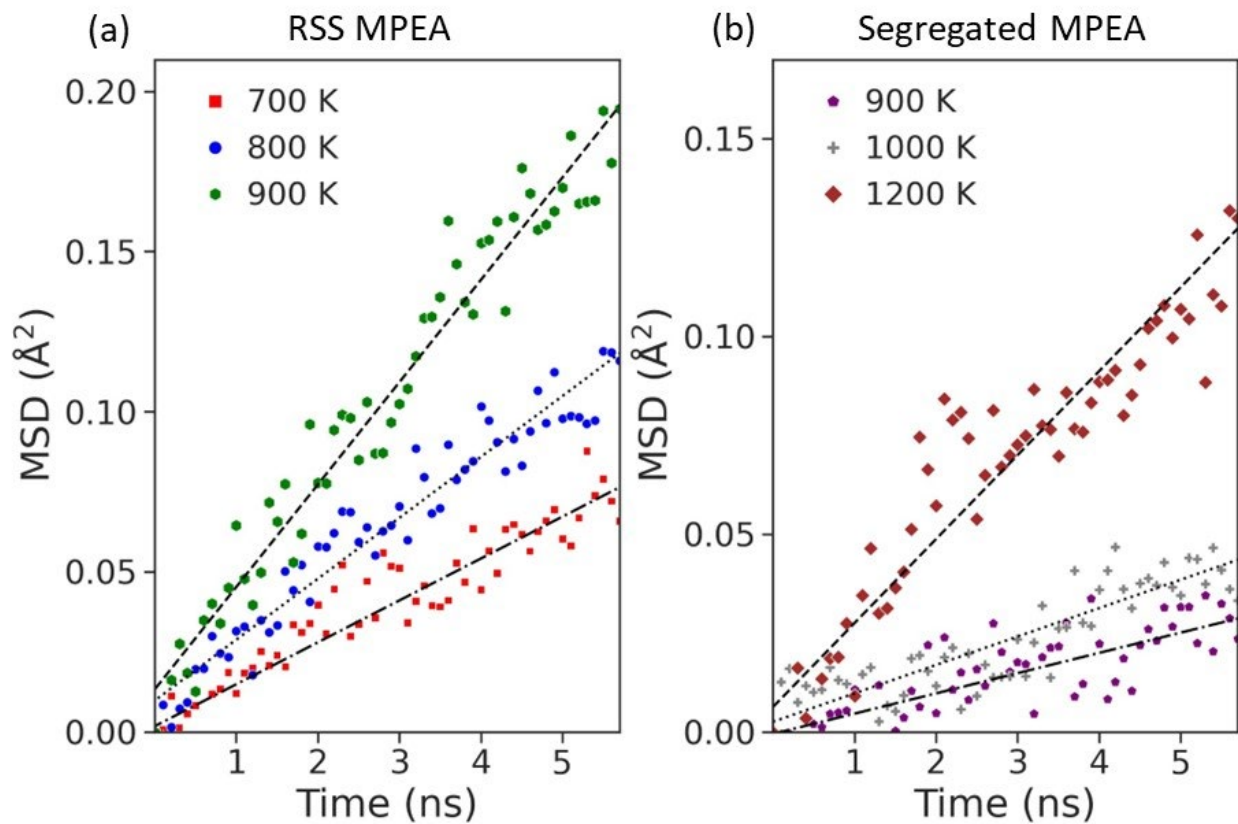 (a) RSS MPEA
(b) Segregated MPEA
MSD (Å²)
0.20
0.15
0.10
0.05
0.00
700 K
800 K
900 K
1 2 3 4 5
Time (ns)
MSD (Å²)
0.15
0.10
0.05
0.00
900 K
1000 K
1200 K
1 2 3 4 5
Time (ns)